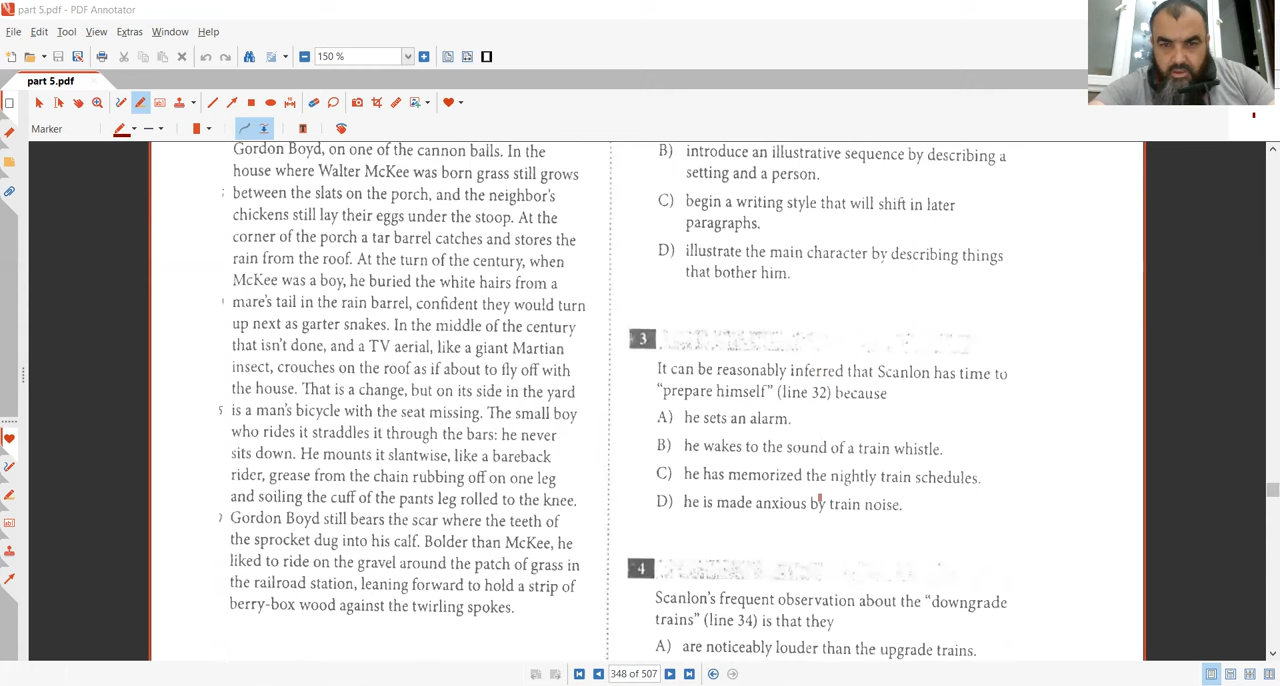 part 5.pdf - PDF Annotator
File Edit Tool View Extras Window Help
150 %
part 5.pdf
Marker
Gordon Boyd, on one of the cannon balls. In the
house where Walter McKee was born grass still grows
between the slats on the porch, and the neighbor's
chickens still lay their eggs under the stoop. At the
corner of the porch a tar barrel catches and stores the
rain from the roof. At the turn of the century, when
McKee was a boy, he buried the white hairs from a
mare's tail in the rain barrel, confident they would turn
up next as garter snakes. In the middle of the century
that isn't done, and a TV aerial, like a giant Martian
insect, crouches on the roof as if about to fly off with
the house. That is a change, but on its side in the yard
is a man's bicycle with the seat missing. The small boy
who rides it straddles it through the bars: he never
sits down. He mounts it slantwise, like a bareback
rider, grease from the chain rubbing off on one leg
and soiling the cuff of the pants leg rolled to the knee.
Gordon Boyd still bears the scar where the teeth of
the sprocket dug into his calf. Bolder than McKee, he
liked to ride on the gravel around the patch of grass in
the railroad station, leaning forward to hold a strip of
berry-box wood against the twirling spokes.
B) introduce an illustrative sequence by describing a
setting and a person.
C) begin a writing style that will shift in later
paragraphs.
D) illustrate the main character by describing things
that bother him.
3
It can be reasonably inferred that Scanlon has time to
"prepare himself" (line 32) because
A) he sets an alarm.
B) he wakes to the sound of a train whistle.
C) he has memorized the nightly train schedules.
D) he is made anxious by train noise.
4
Scanlon's frequent observation about the "downgrade
trains" (line 34) is that they
A) are noticeably louder than the upgrade trains.
348 of 507